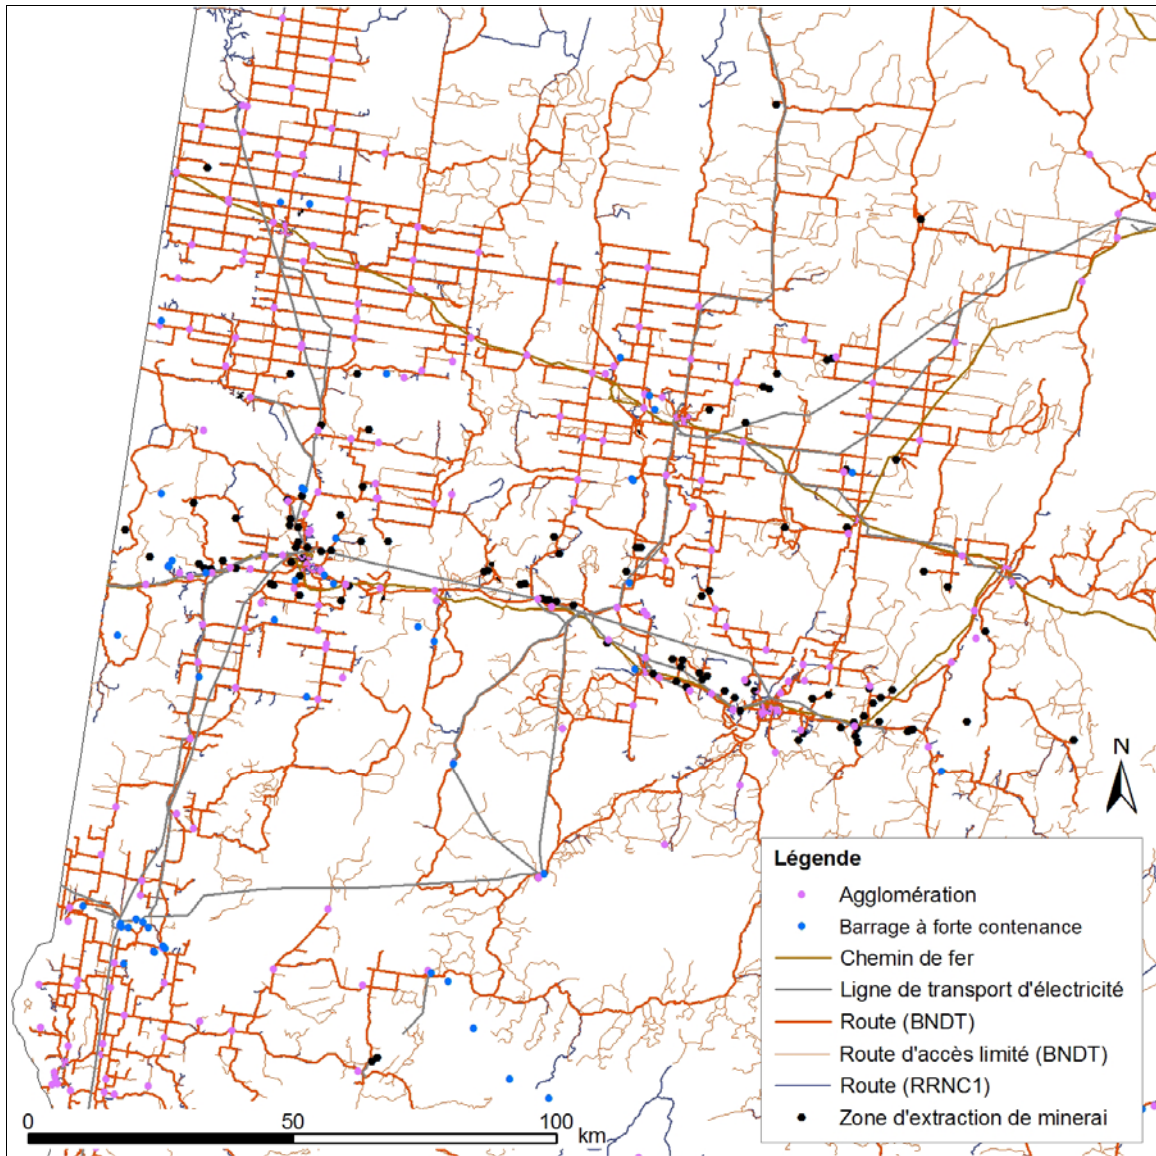 N
Légende
Agglomération
Barrage à forte contenance
Chemin de fer
Ligne de transport d'électricité
Route (BNDT)
Route d'accès limité (BNDT)
Route (RRNC1)
Zone d'extraction de minerai
0 50 100
km